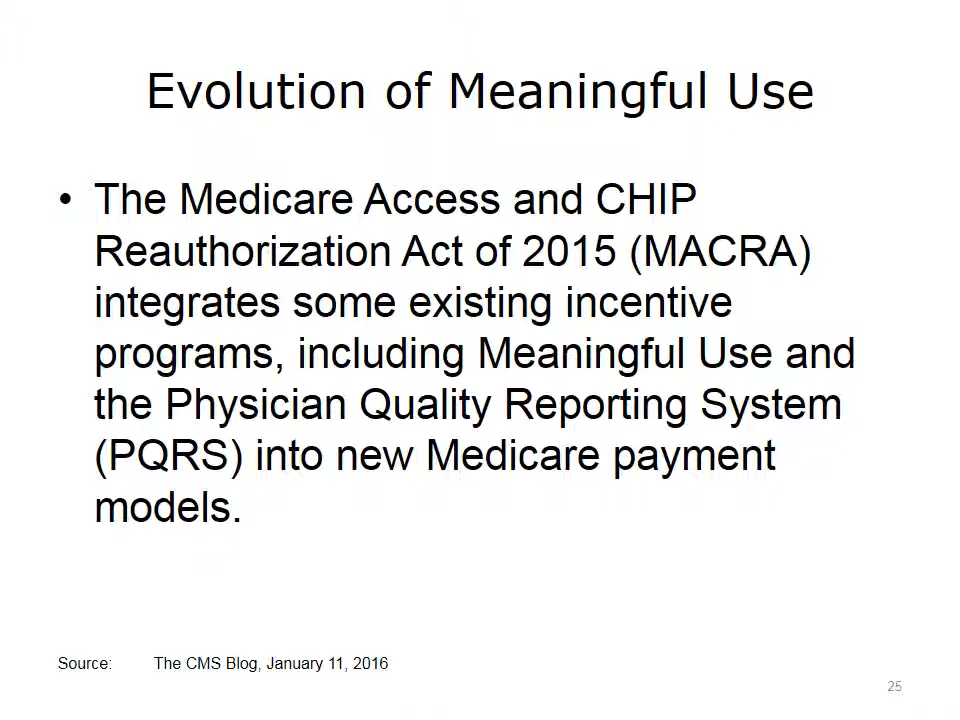 Evolution of Meaningful Use
• The Medicare Access and CHIP
Reauthorization Act of 2015 (MACRA)
integrates some existing incentive
programs, including Meaningful Use and
the Physician Quality Reporting System
(PQRS) into new Medicare payment
models.
Source: The CMS Blog, January 11, 2016
25